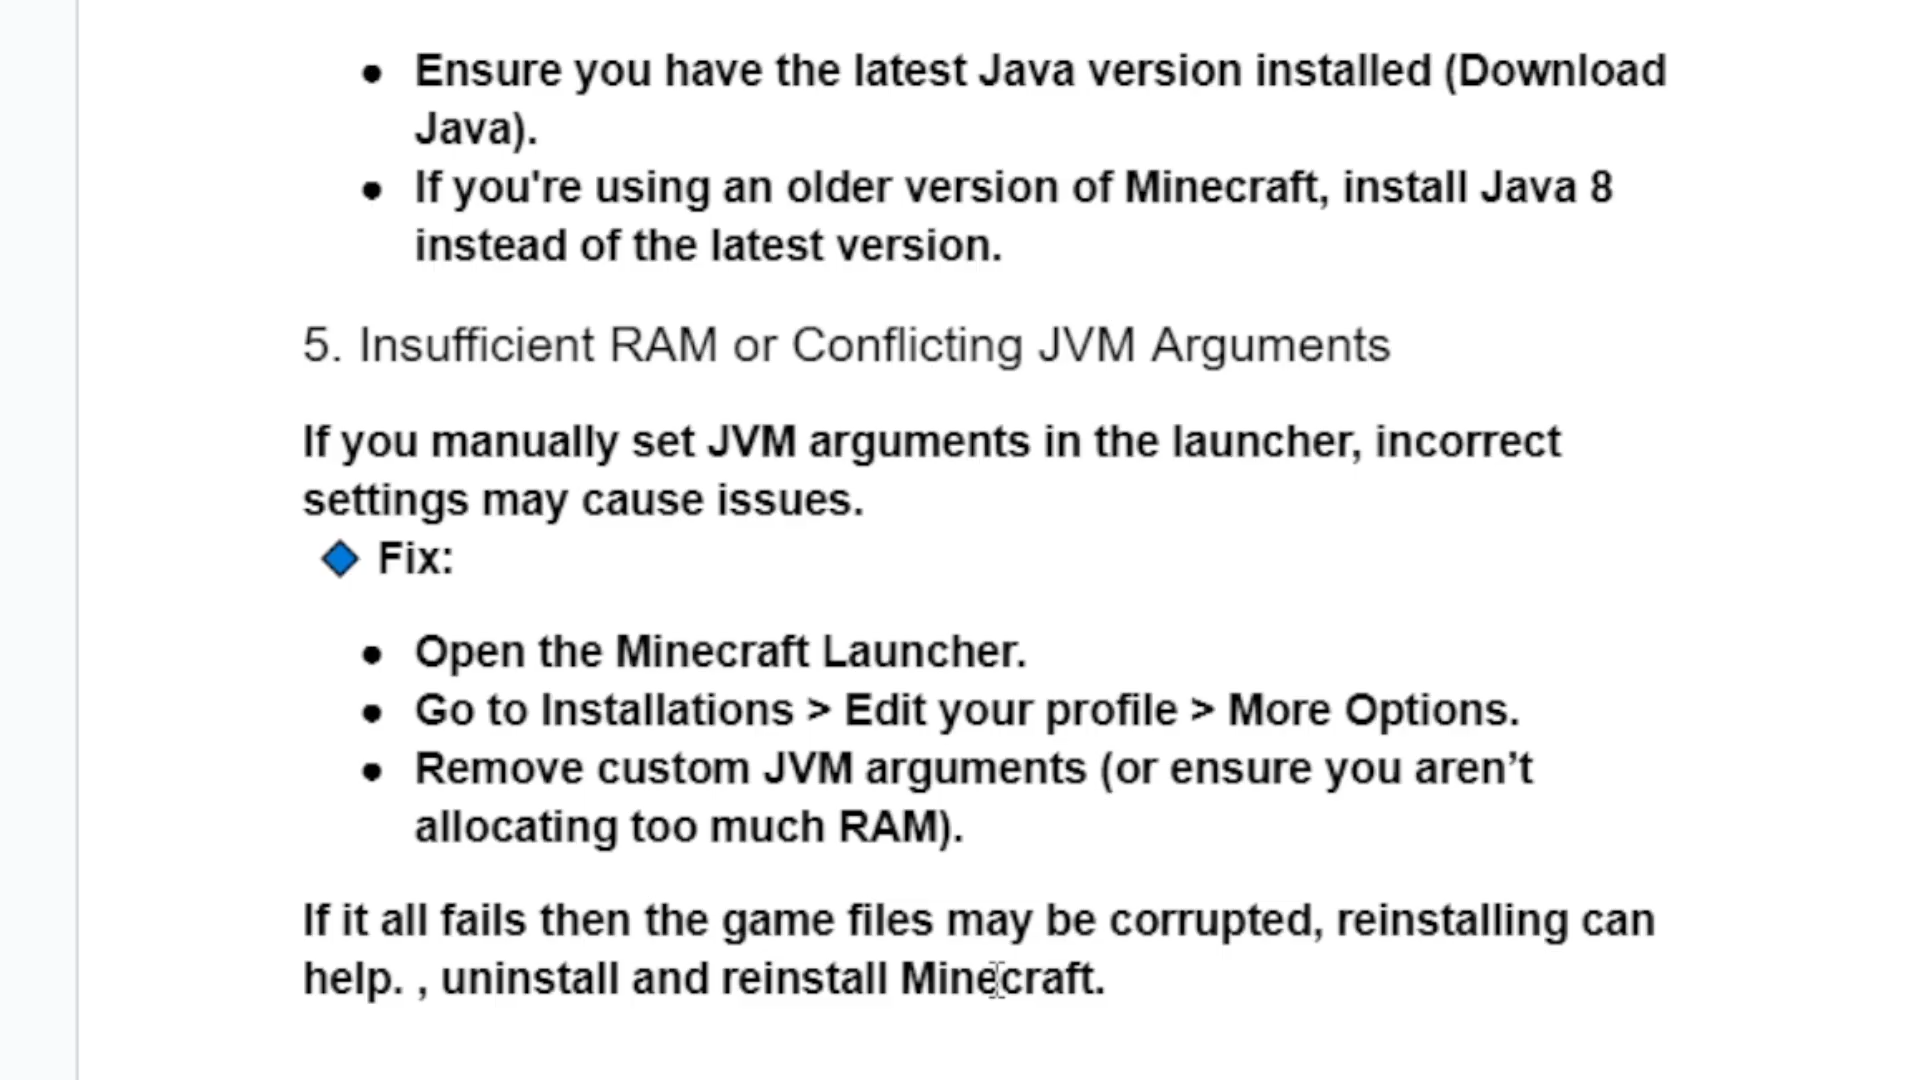 ● Ensure you have the latest Java version installed (Download
Java).
● If you're using an older version of Minecraft, install Java 8
instead of the latest version.
5. Insufficient RAM or Conflicting JVM Arguments
If you manually set JVM arguments in the launcher, incorrect
settings may cause issues.
🔷 Fix:
● Open the Minecraft Launcher.
● Go to Installations > Edit your profile > More Options.
● Remove custom JVM arguments (or ensure you aren’t
allocating too much RAM).
If it all fails then the game files may be corrupted, reinstalling can
help. , uninstall and reinstall Minecraft.